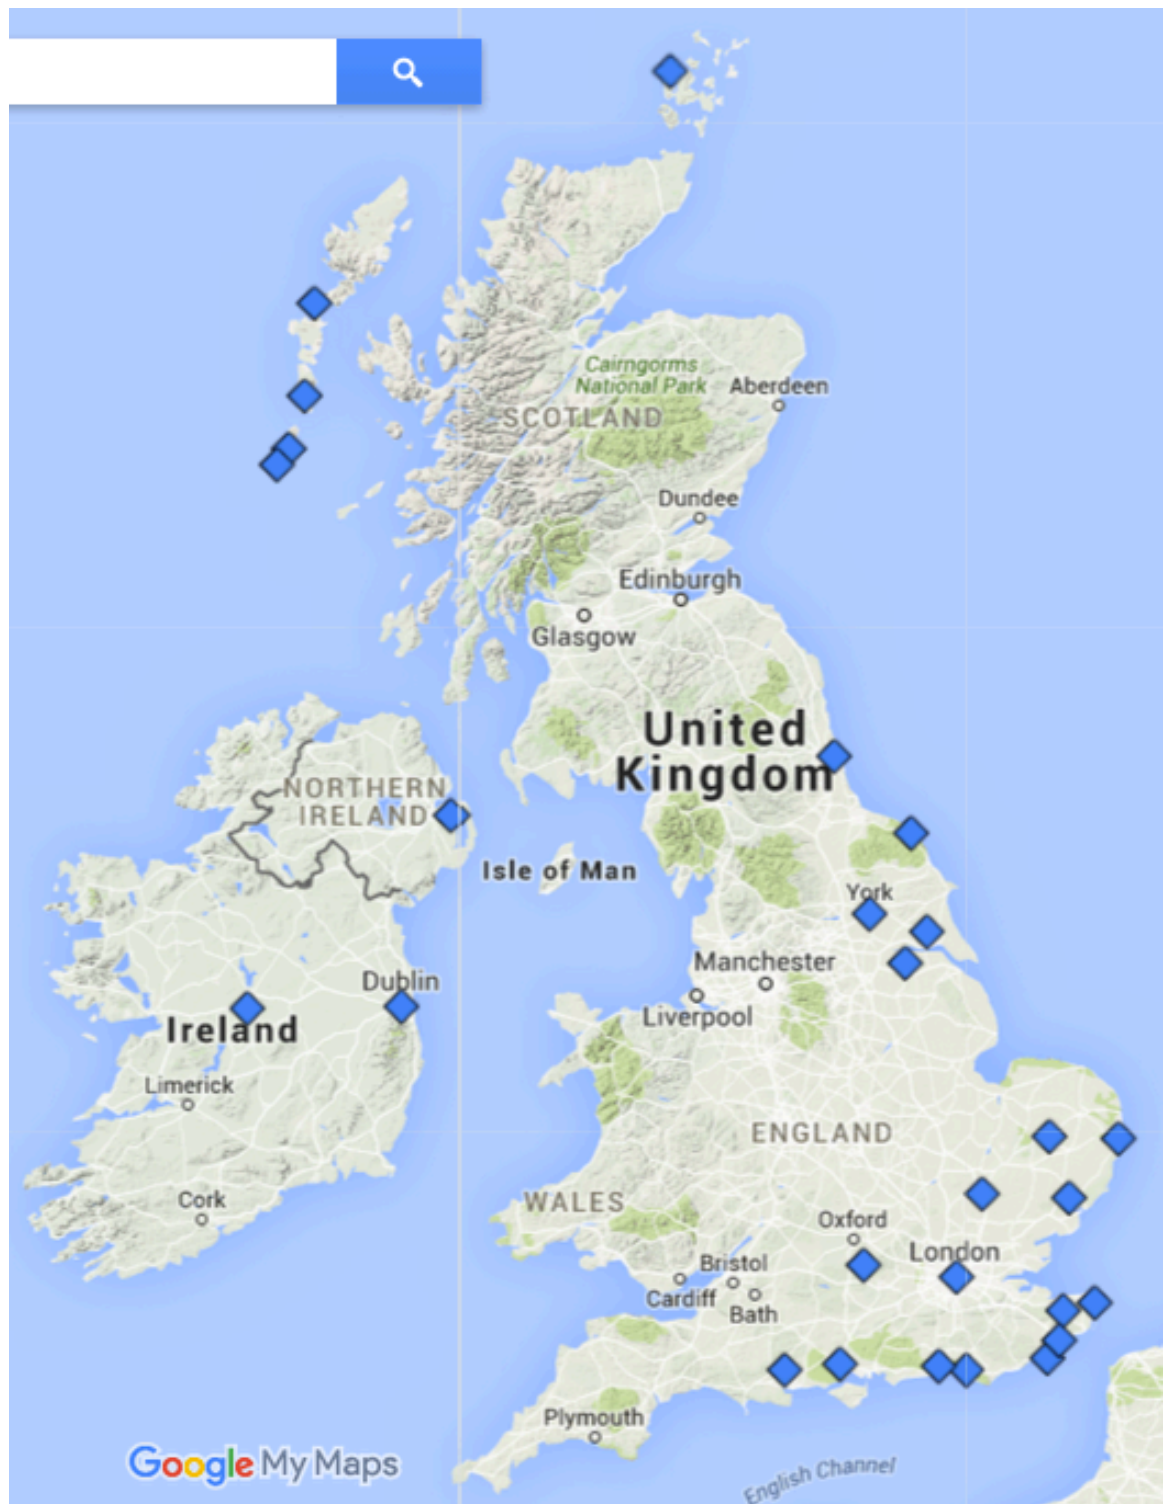 Cairngorms
National Park
Aberdeen
SCOTLAND
Dundee
Edinburgh
Glasgow
United
Kingdom
NORTHERN
IRELAND
Isle of Man
York
Manchester
Dublin
Liverpool
Ireland
Limerick
ENGLAND
WALES
Cork
Oxford
London
Bristol
Cardiff
Bath
Plymouth
Google My Maps
English Channel